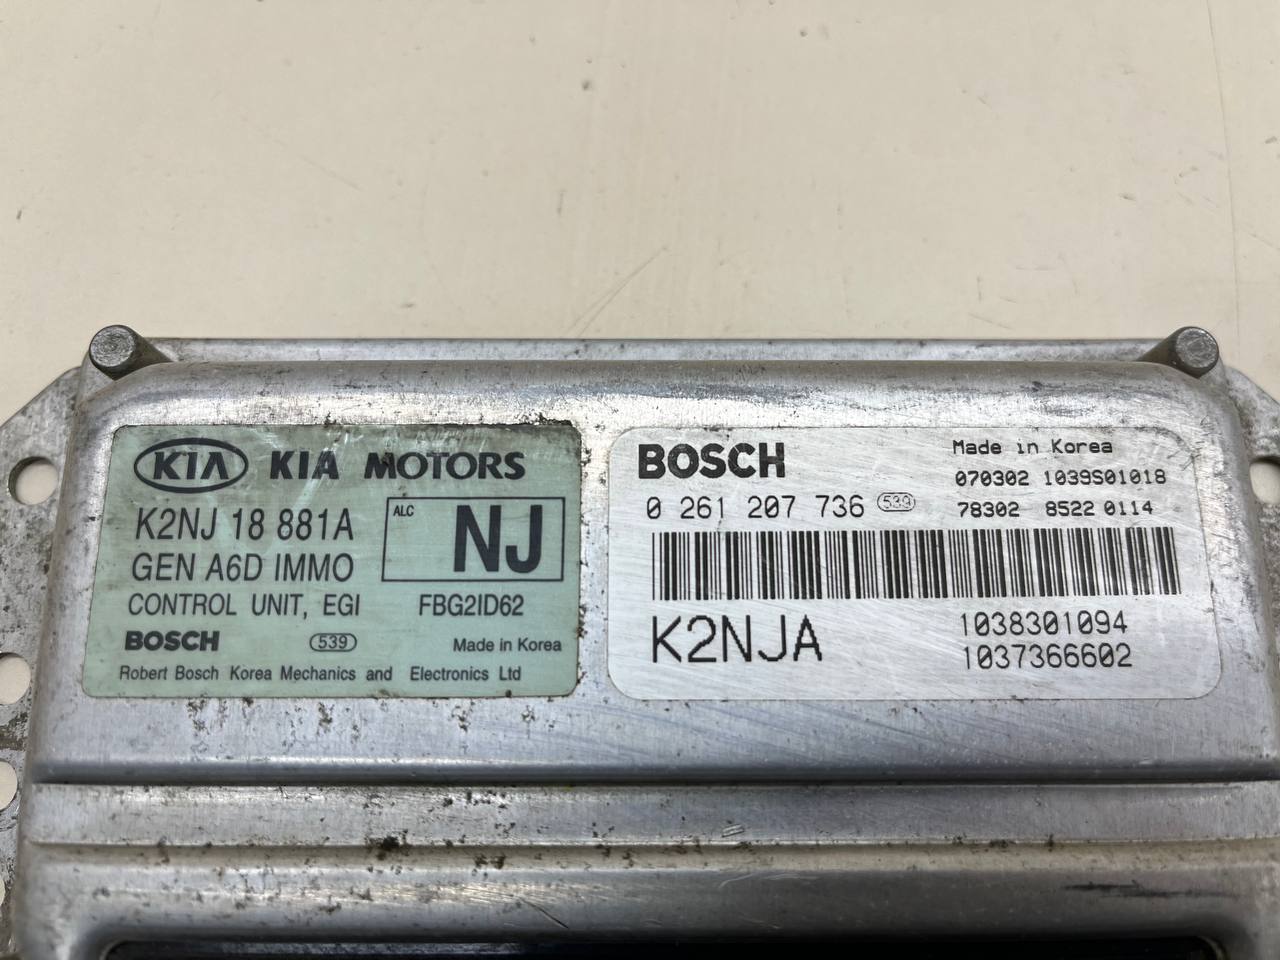 KIA KIA MOTORS
K2NJ 18 881A
GEN A6D IMMO
CONTROL UNIT, EGI
ALC
NJ
FBG2ID62
BOSCH 539 Made in Korea
Robert Bosch Korea Mechanics and Electronics Ltd
BOSCH
0 261 207 736 539
Made in Korea
070302 1039S01018
78302 8522 0114
K2NJA
1038301094
1037366602